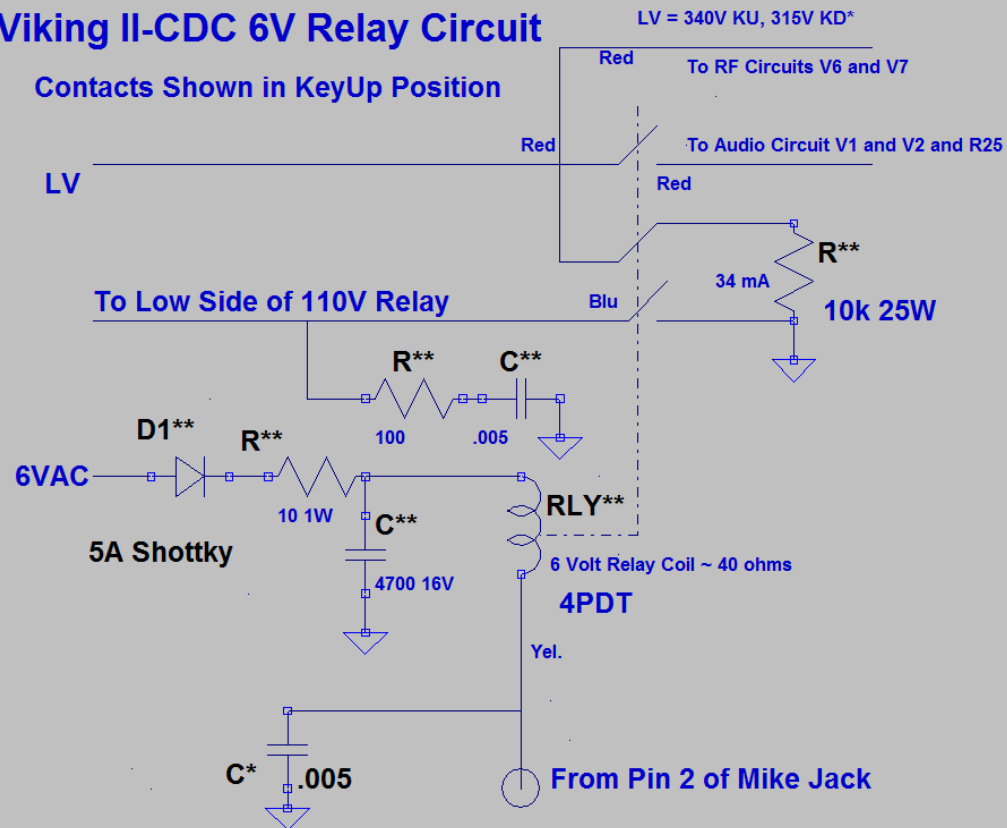 Viking II-CDC 6V Relay Circuit
LV = 340V KU, 315V KD*
Contacts Shown in KeyUp Position
Red
To RF Circuits V6 and V7
Red
To Audio Circuit V1 and V2 and R25
LV
Red
R**
34 mA
10k 25W
To Low Side of 110V Relay
Blu
R**
C**
100
.005
D1**
R**
6VAC
10 1W
C**
RLY**
5A Shottky
4700 16V
6 Volt Relay Coil ~ 40 ohms
4PDT
Yel.
C*
.005
From Pin 2 of Mike Jack